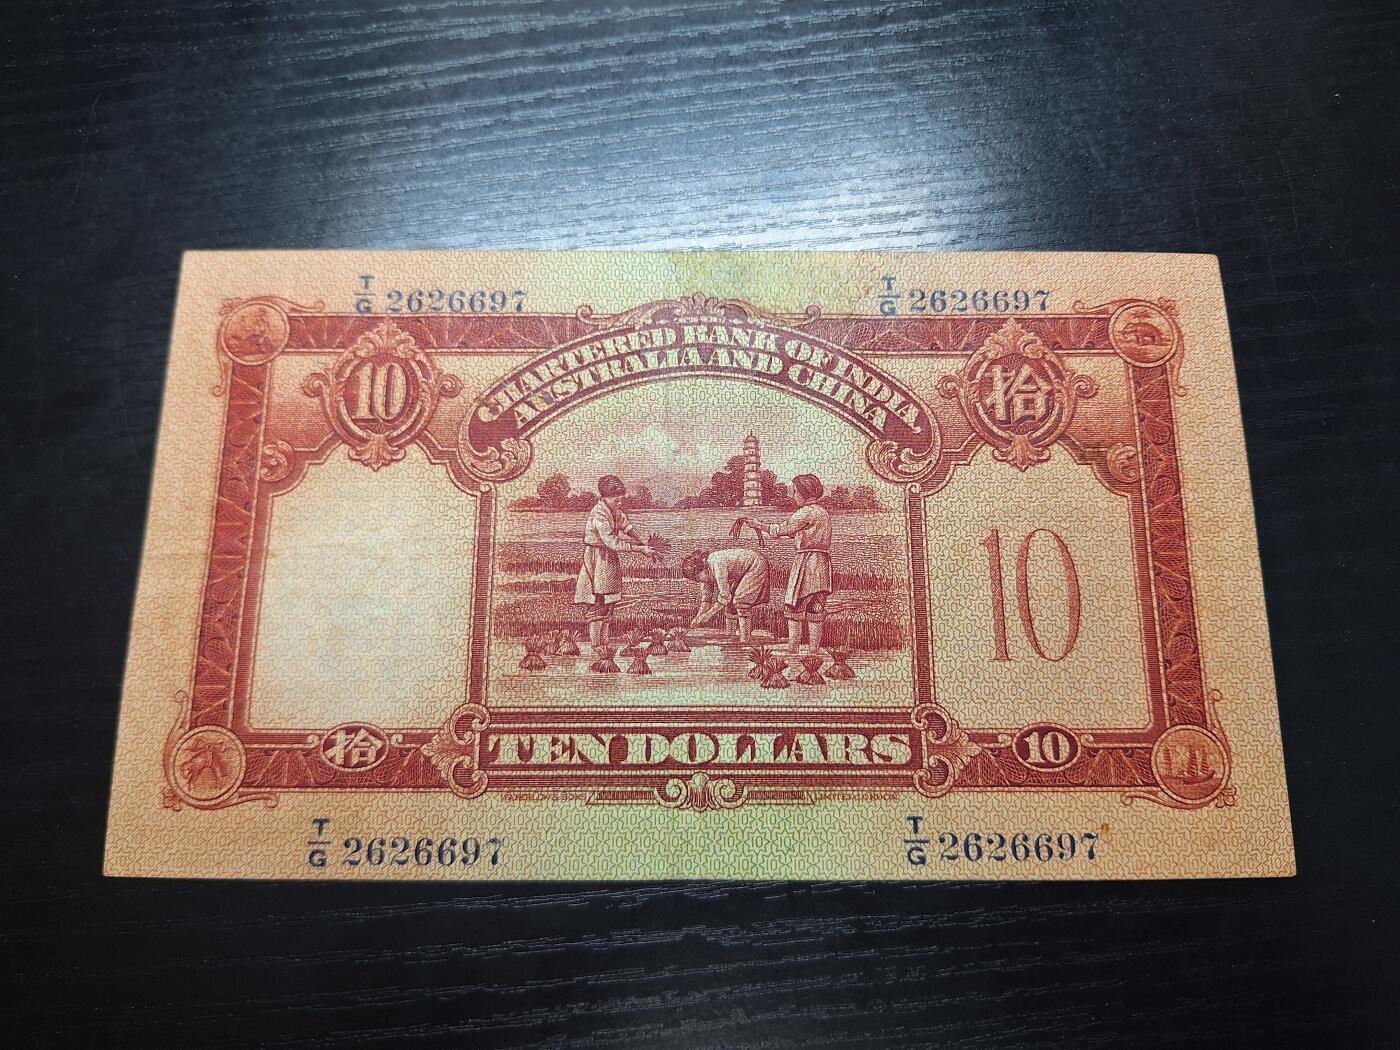 T/G 2626697 T/G 2626697
CHARTERED BANK OF INDIA,
AUSTRALIA AND CHINA
10 拾
10
拾 TEN DOLLARS 10
T/G 2626697 T/G 2626697